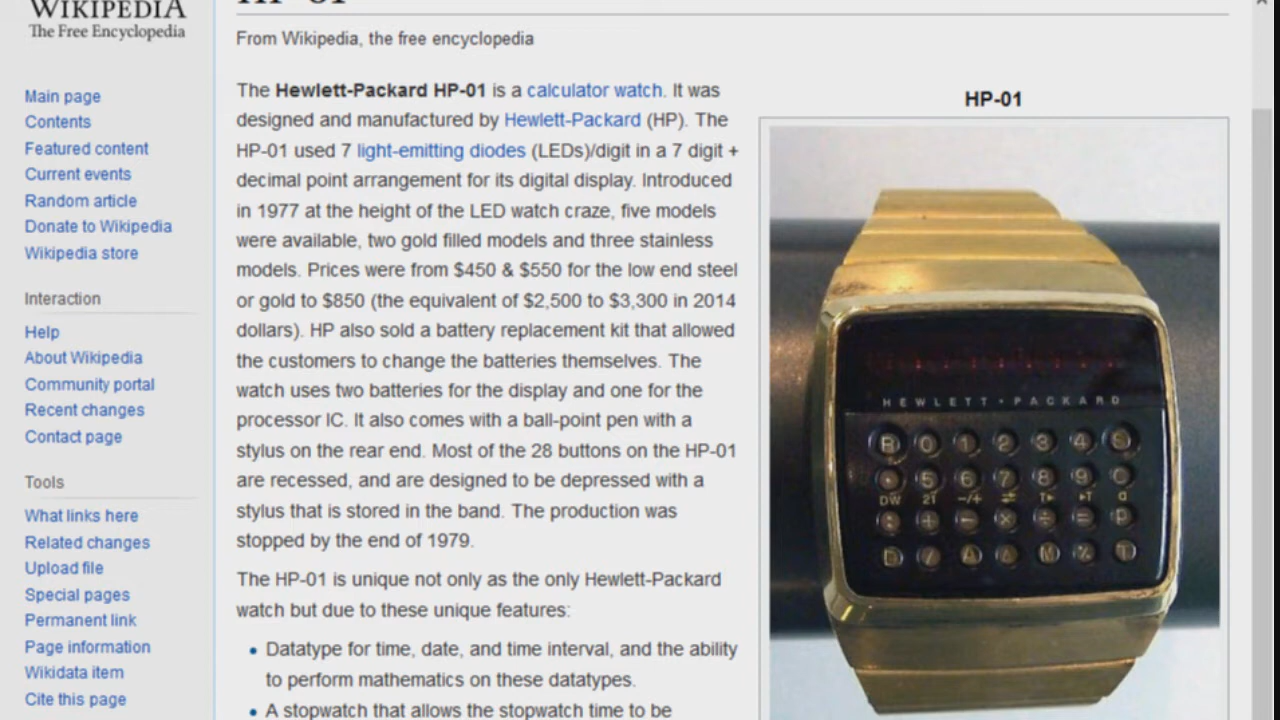 WIKIPEDIA
The Free Encyclopedia
Main page
Contents
Featured content
Current events
Random article
Donate to Wikipedia
Wikipedia store
Interaction
Help
About Wikipedia
Community portal
Recent changes
Contact page
Tools
What links here
Related changes
Upload file
Special pages
Permanent link
Page information
Wikidata item
Cite this page
HP-01
From Wikipedia, the free encyclopedia
The Hewlett-Packard HP-01 is a calculator watch. It was
designed and manufactured by Hewlett-Packard (HP). The
HP-01 used 7 light-emitting diodes (LEDs)/digit in a 7 digit +
decimal point arrangement for its digital display. Introduced
in 1977 at the height of the LED watch craze, five models
were available, two gold filled models and three stainless
models. Prices were from $450 & $550 for the low end steel
or gold to $850 (the equivalent of $2,500 to $3,300 in 2014
dollars). HP also sold a battery replacement kit that allowed
the customers to change the batteries themselves. The
watch uses two batteries for the display and one for the
processor IC. It also comes with a ball-point pen with a
stylus on the rear end. Most of the 28 buttons on the HP-01
are recessed, and are designed to be depressed with a
stylus that is stored in the band. The production was
stopped by the end of 1979.
The HP-01 is unique not only as the only Hewlett-Packard
watch but due to these unique features:
• Datatype for time, date, and time interval, and the ability
to perform mathematics on these datatypes.
• A stopwatch that allows the stopwatch time to be
HP-01
HEWLETT·PACKARD
R 0 1 2 3 4 S
5 6 7 8 9 C
DW 21 -/+ ⇄ T▸ ▸T α
: + − × ÷ = P
D / A M % T